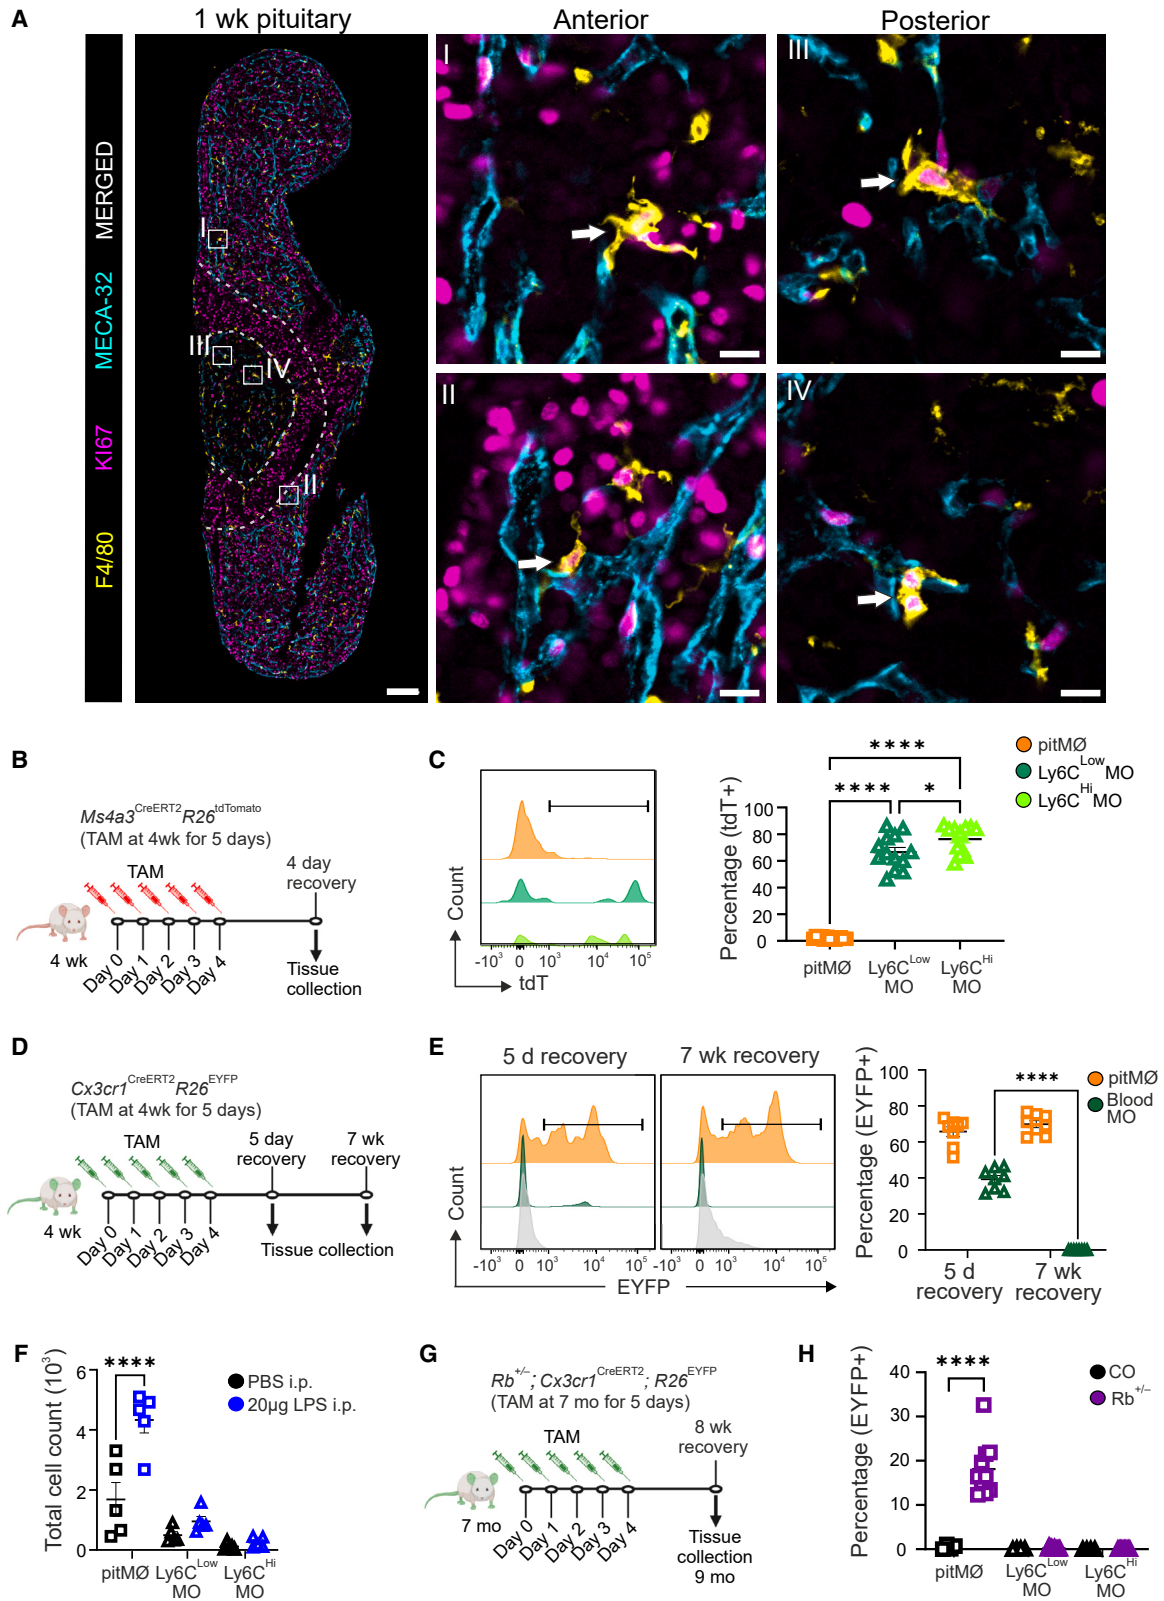 A
1 wk pituitary
Anterior
Posterior
F4/80 KI67 MECA-32 MERGED
I
II
III
IV
I
III
II
IV
B
Ms4a3CreERT2R26tdTomato
(TAM at 4wk for 5 days)
TAM
4 day
recovery
4 wk
Day 0
Day 1
Day 2
Day 3
Day 4
Tissue
collection
C
Count
tdT
-10³ 0 10³ 10⁴ 10⁵
Percentage (tdT+)
100
80
60
40
20
0
****
**** *
pitMØ
Ly6CLow
MO
Ly6CHi
MO
pitMØ
Ly6CLowMO
Ly6CHiMO
D
Cx3cr1CreERT2R26EYFP
(TAM at 4wk for 5 days)
TAM
5 day
recovery
7 wk
recovery
4 wk
Day 0
Day 1
Day 2
Day 3
Day 4
Tissue collection
E
5 d recovery
7 wk recovery
Count
-10³ 0 10³ 10⁴ 10⁵
-10³ 0 10³ 10⁴ 10⁵
EYFP
Percentage (EYFP+)
100
80
60
40
20
0
****
5 d
recovery
7 wk
recovery
pitMØ
Blood
MO
F
Total cell count (10³)
6
4
2
0
****
pitMØ
Ly6CLow
MO
Ly6CHi
MO
PBS i.p.
20µg LPS i.p.
G
Rb+/–; Cx3cr1CreERT2; R26EYFP
(TAM at 7 mo for 5 days)
TAM
8 wk
recovery
7 mo
Day 0
Day 1
Day 2
Day 3
Day 4
Tissue
collection
9 mo
H
Percentage (EYFP+)
40
30
20
10
0
****
pitMØ
Ly6CLow
MO
Ly6CHi
MO
CO
Rb+/–